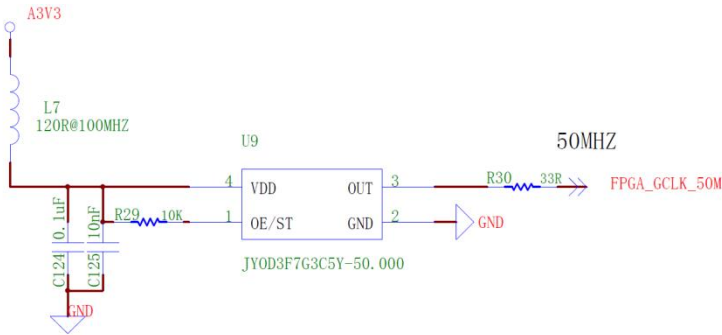 A3V3
L7
120R@100MHZ
U9
50MHZ
4 VDD OUT 3
R30 33R
FPGA_GCLK_50M
R29 10K
1 OE/ST GND 2
GND
C124 0.1uF
C125 10nF
JYOD3F7G3C5Y-50.000
GND